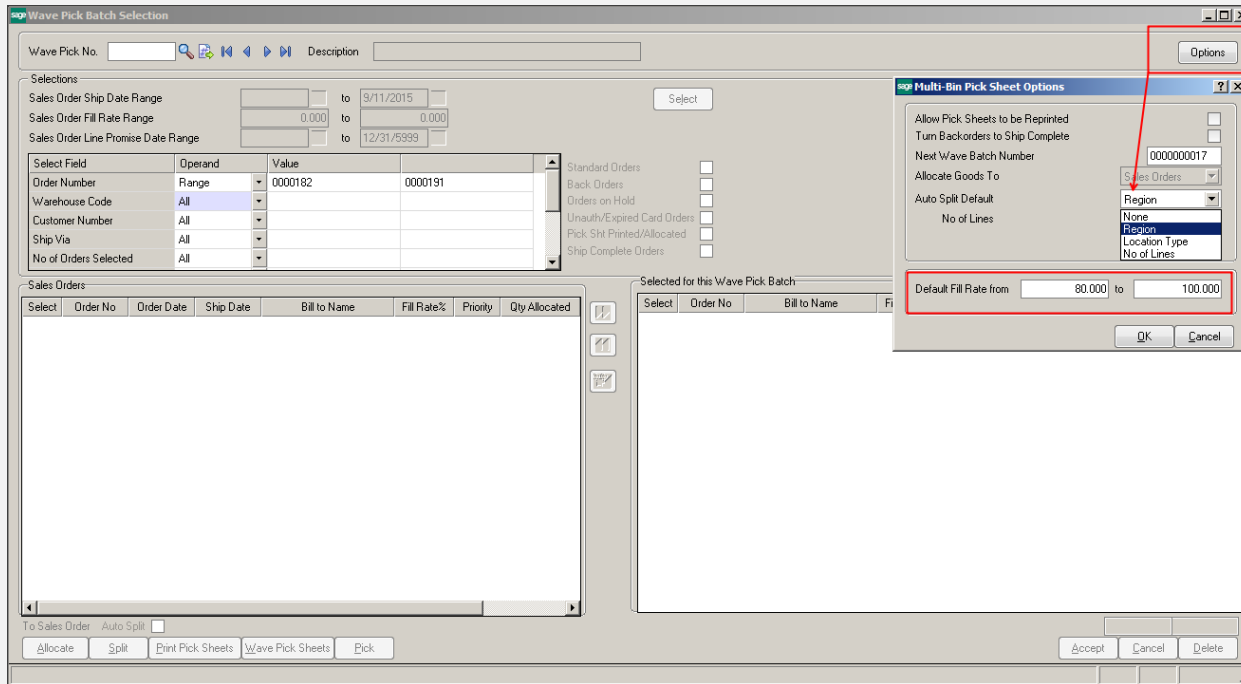 sage Wave Pick Batch Selection
Wave Pick No. Description
Options
Selections
Sales Order Ship Date Range to 9/11/2015
Sales Order Fill Rate Range 0.000 to 0.000
Sales Order Line Promise Date Range to 12/31/5999
Select
Select Field Operand Value
Order Number Range 0000182 0000191
Warehouse Code All
Customer Number All
Ship Via All
No of Orders Selected All
Standard Orders
Back Orders
Orders on Hold
Unauth/Expired Card Orders
Pick Sht Printed/Allocated
Ship Complete Orders
sage Multi-Bin Pick Sheet Options
Allow Pick Sheets to be Reprinted
Turn Backorders to Ship Complete
Next Wave Batch Number 0000000017
Allocate Goods To Sales Orders
Auto Split Default Region
No of Lines
None
Region
Location Type
No of Lines
Default Fill Rate from 80.000 to 100.000
OK Cancel
Sales Orders
Select Order No Order Date Ship Date Bill to Name Fill Rate% Priority Qty Allocated
Selected for this Wave Pick Batch
Select Order No Bill to Name Fi
To Sales Order Auto Split
Allocate Split Print Pick Sheets Wave Pick Sheets Pick
Accept Cancel Delete